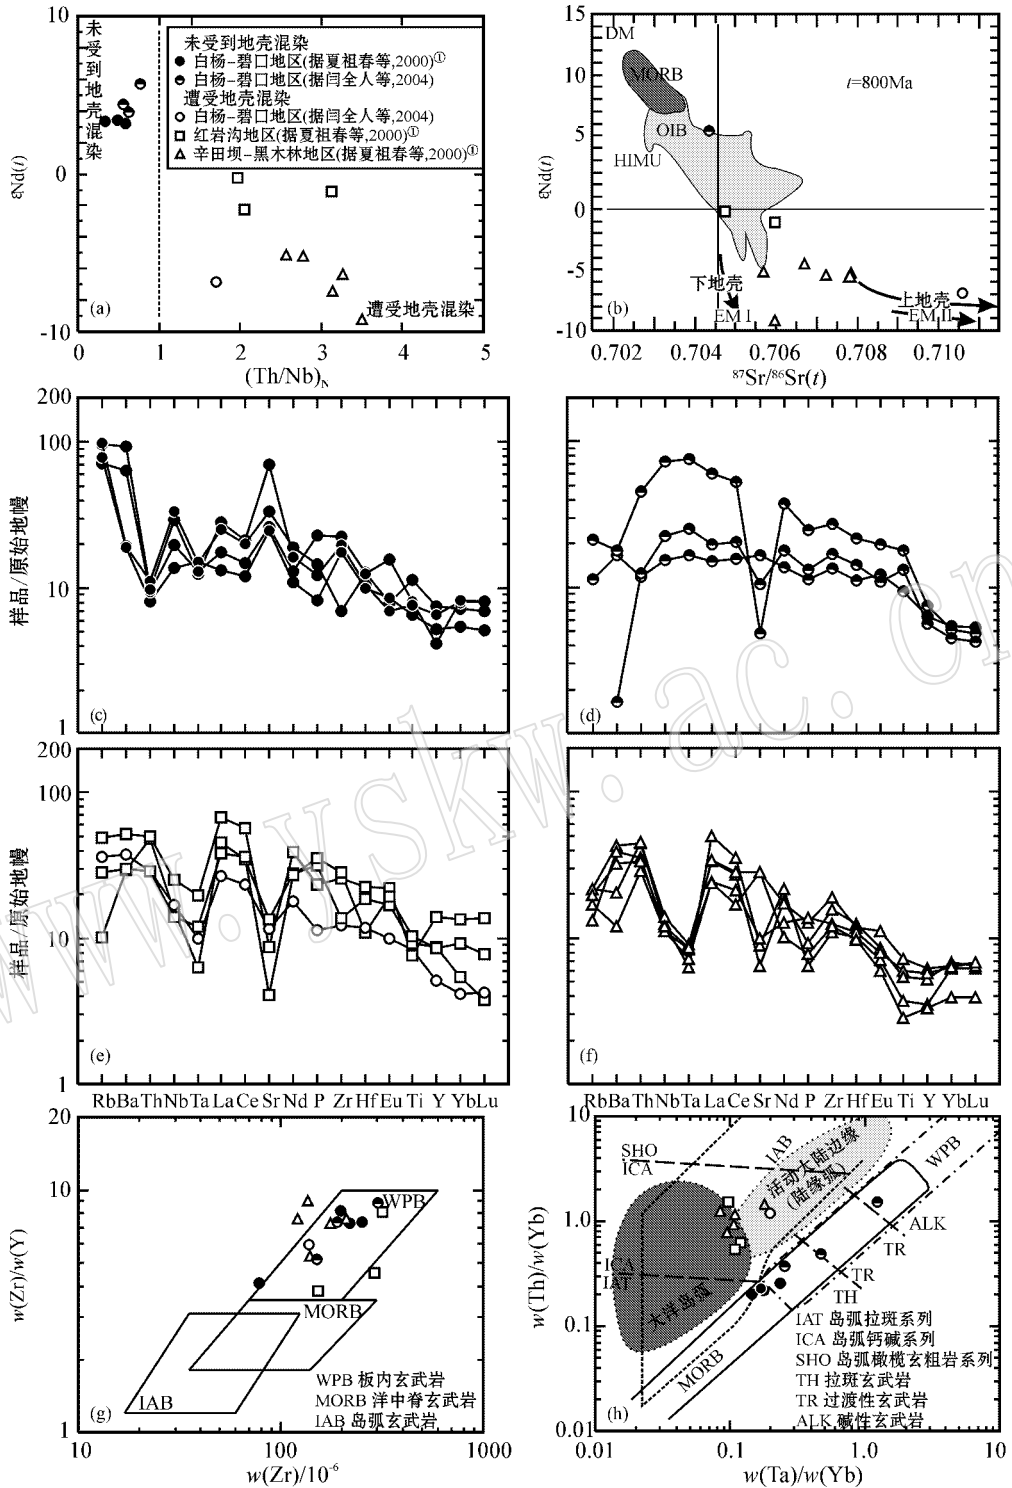 10
0
-10
εNd(t)
未受到地壳混染
未受到地壳混染
白杨-碧口地区(据夏祖春等,2000)①
白杨-碧口地区(据闫全人等,2004)
遭受地壳混染
白杨-碧口地区(据闫全人等,2004)
红岩沟地区(据夏祖春等,2000)①
辛田坝-黑木林地区(据夏祖春等,2000)①
(a)
遭受地壳混染
0 1 2 3 4 5
(Th/Nb)N
15
10
5
0
-5
-10
εNd(t)
DM
MORB
t=800Ma
OIB
HIMU
下地壳
上地壳
(b)
EM I
EM II
0.702 0.704 0.706 0.708 0.710
87Sr/86Sr(t)
200
100
10
1
样品/原始地幔
(c)
(d)
200
100
10
1
样品/原始地幔
(e)
(f)
Rb Ba Th Nb Ta La Ce Sr Nd P Zr Hf Eu Ti Y Yb Lu
Rb Ba Th Nb Ta La Ce Sr Nd P Zr Hf Eu Ti Y Yb Lu
www.yskw.ac.cn
20
10
1
w(Zr)/w(Y)
WPB
MORB
IAB
WPB 板内玄武岩
MORB 洋中脊玄武岩
IAB 岛弧玄武岩
(g)
10 100 1000
w(Zr)/10-6
10
1.0
0.1
0.01
w(Th)/w(Yb)
SHO
ICA
IAB
活动大陆边缘
(陆缘弧)
WPB
ALK
TR
ICA
IAT
大洋岛弧
TR
TH
MORB
IAT 岛弧拉斑系列
ICA 岛弧钙碱系列
SHO 岛弧橄榄玄粗岩系列
TH 拉斑玄武岩
TR 过渡性玄武岩
ALK 碱性玄武岩
(h)
0.01 0.1 1.0 10
w(Ta)/w(Yb)